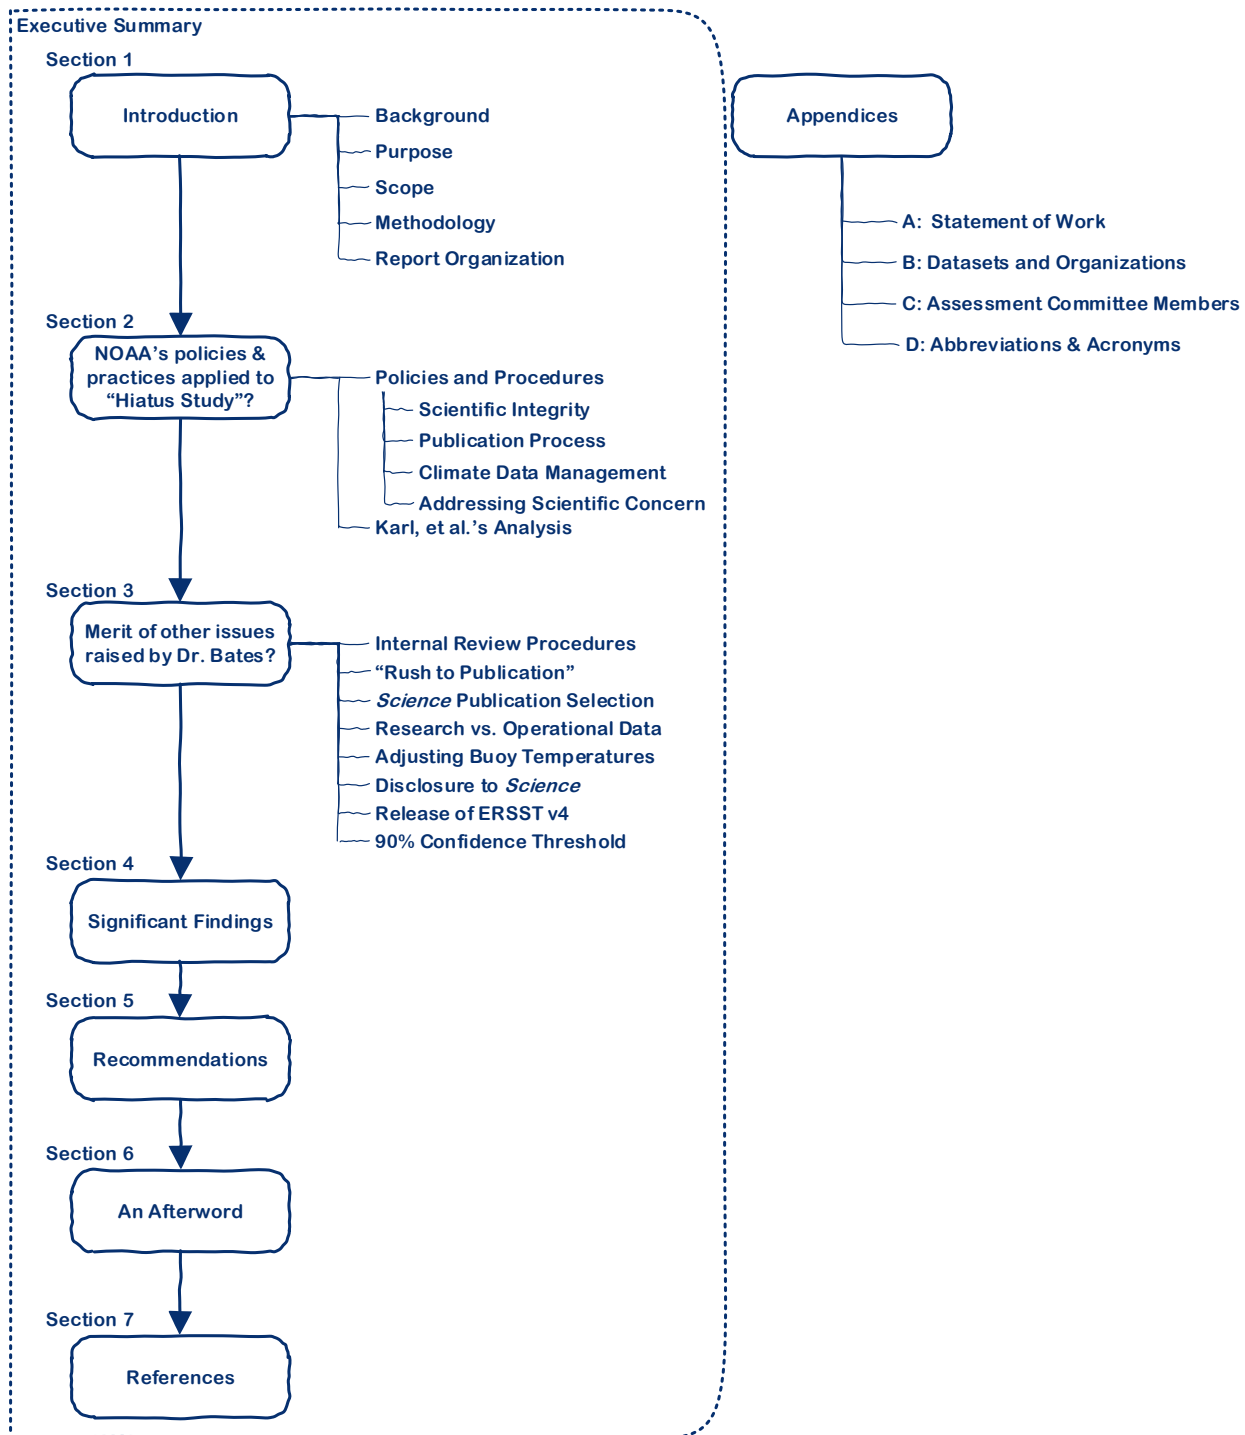 Executive Summary
Section 1
Introduction
Background
Purpose
Scope
Methodology
Report Organization
Section 2
NOAA’s policies &
practices applied to
“Hiatus Study”?
Policies and Procedures
Scientific Integrity
Publication Process
Climate Data Management
Addressing Scientific Concern
Karl, et al.’s Analysis
Section 3
Merit of other issues
raised by Dr. Bates?
Internal Review Procedures
“Rush to Publication”
Science Publication Selection
Research vs. Operational Data
Adjusting Buoy Temperatures
Disclosure to Science
Release of ERSST v4
90% Confidence Threshold
Section 4
Significant Findings
Section 5
Recommendations
Section 6
An Afterword
Section 7
References
Appendices
A: Statement of Work
B: Datasets and Organizations
C: Assessment Committee Members
D: Abbreviations & Acronyms